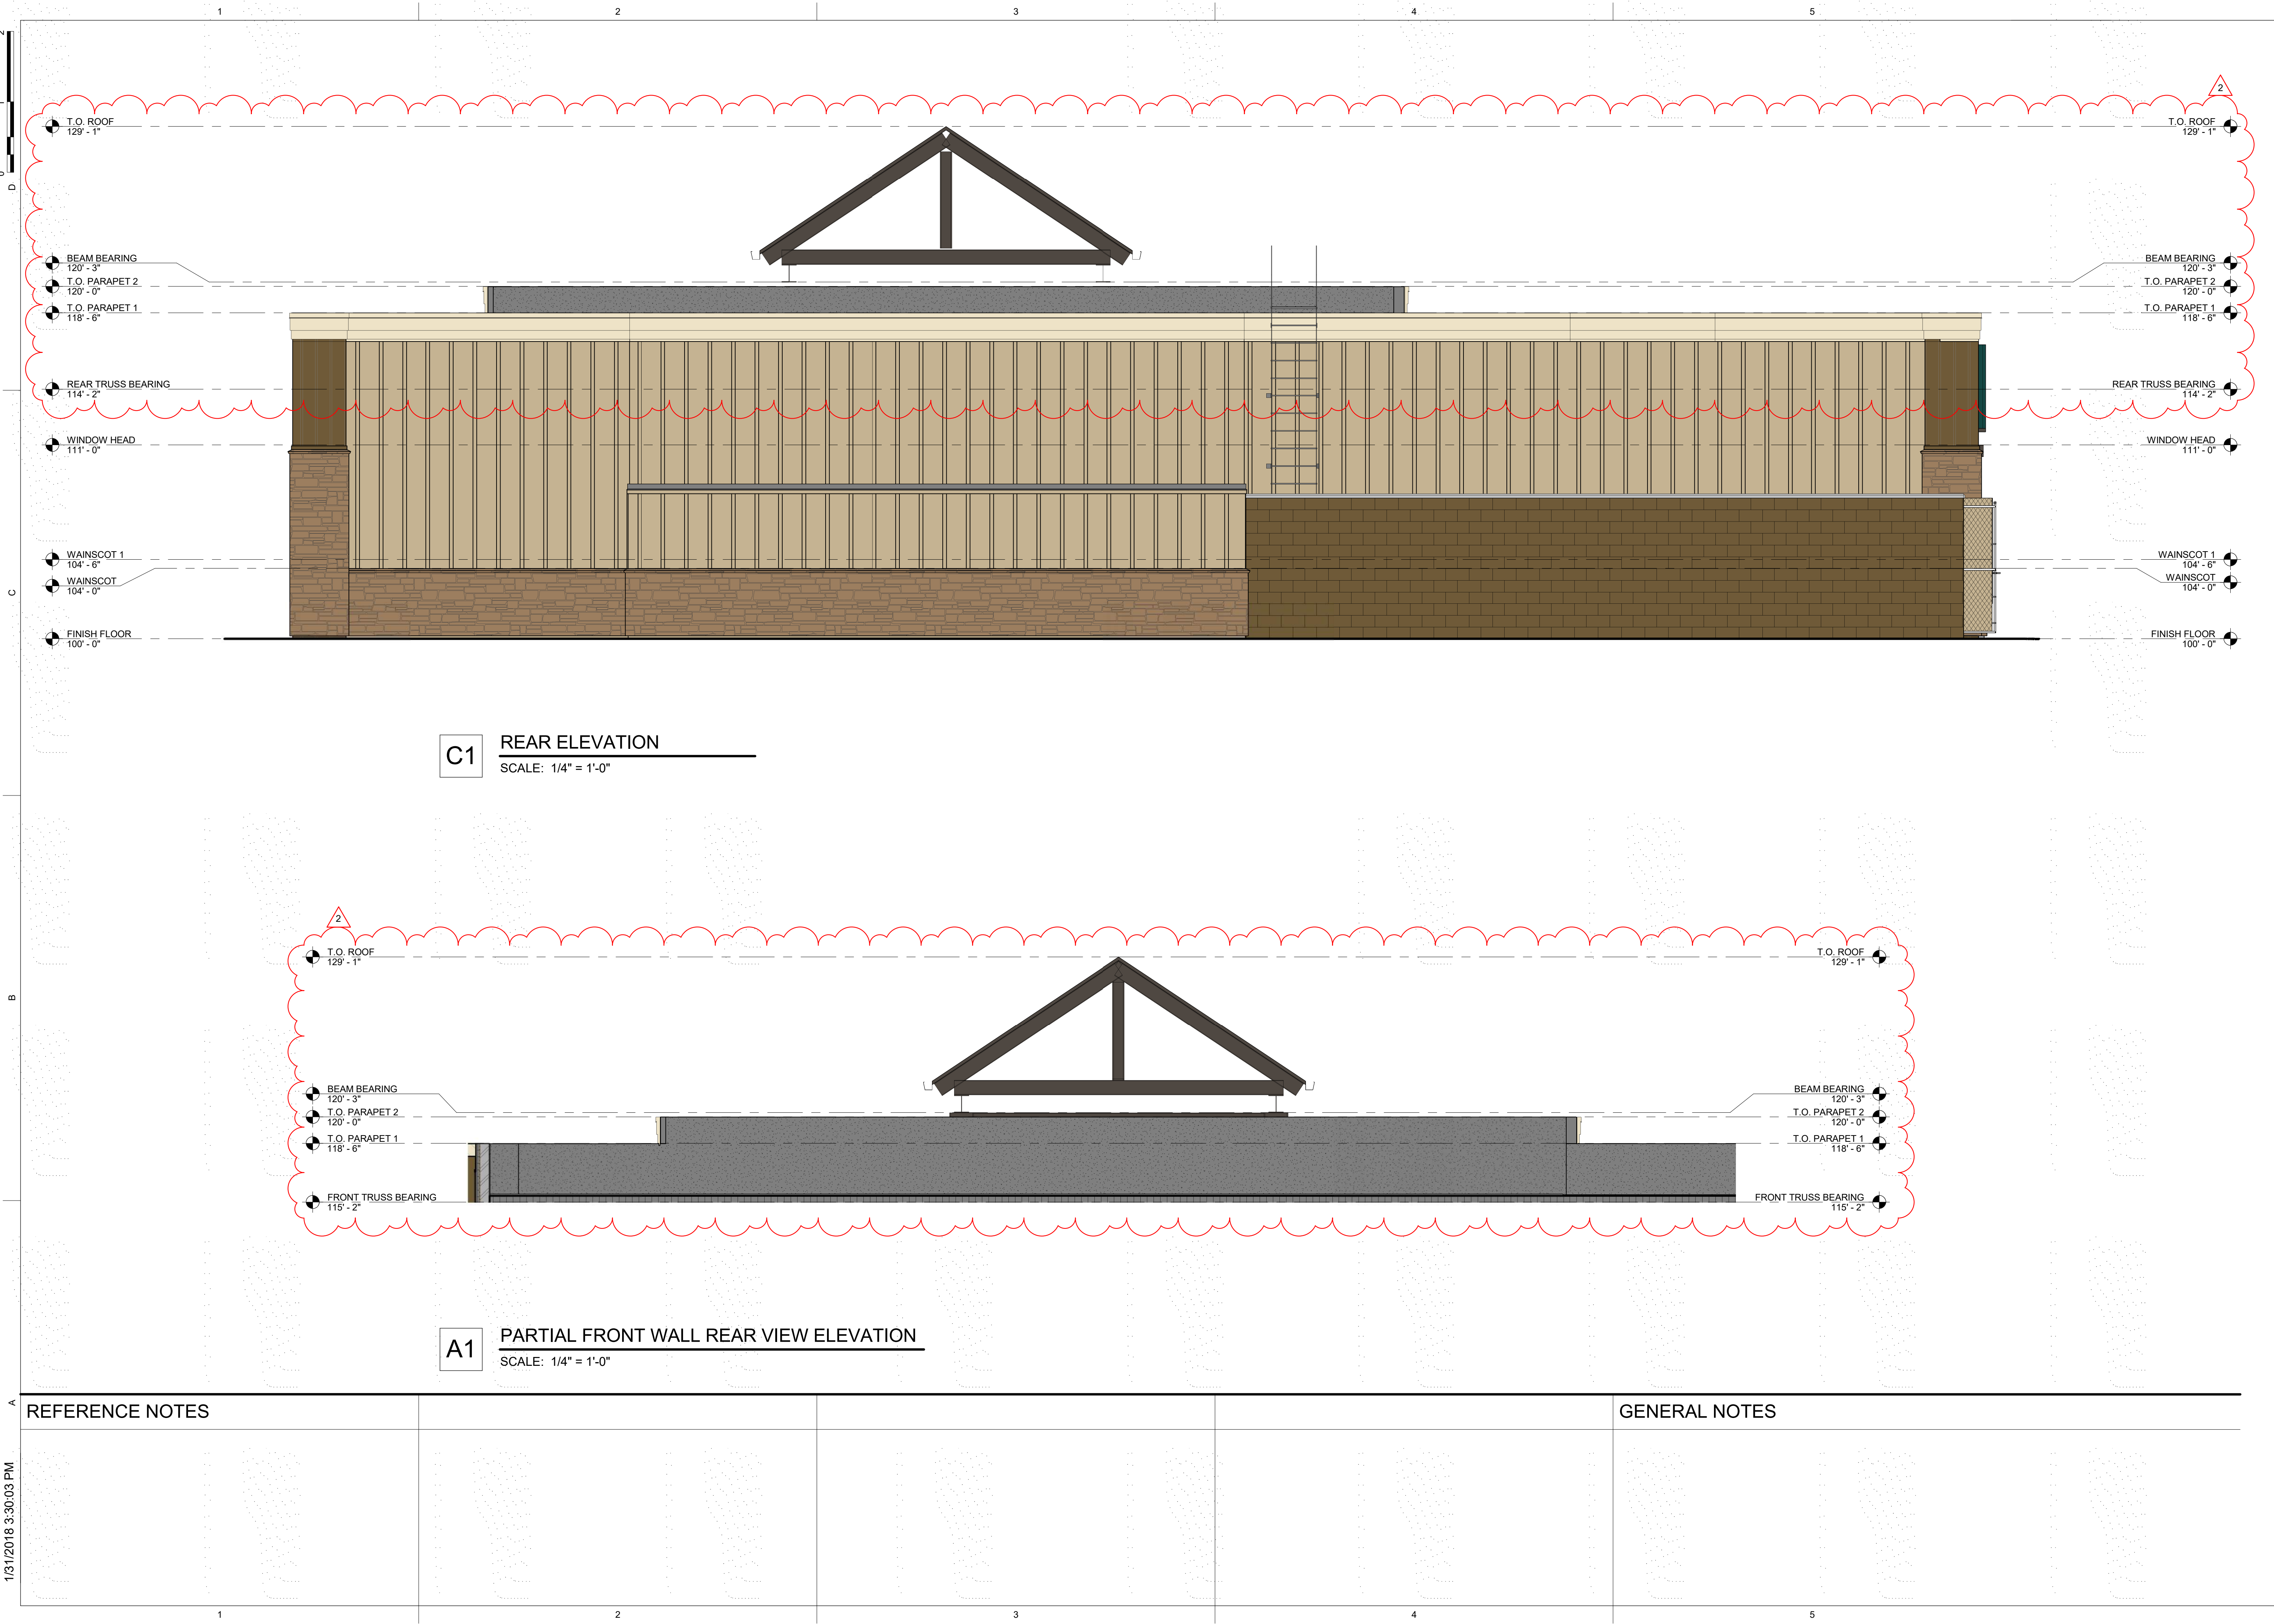 1 2 3 4 5
2
1
0
D
C
B
A
2
T.O. ROOF
129' - 1"
BEAM BEARING
120' - 3"
T.O. PARAPET 2
120' - 0"
T.O. PARAPET 1
118' - 6"
REAR TRUSS BEARING
114' - 2"
WINDOW HEAD
111' - 0"
WAINSCOT 1
104' - 6"
WAINSCOT
104' - 0"
FINISH FLOOR
100' - 0"
T.O. ROOF
129' - 1"
BEAM BEARING
120' - 3"
T.O. PARAPET 2
120' - 0"
T.O. PARAPET 1
118' - 6"
REAR TRUSS BEARING
114' - 2"
WINDOW HEAD
111' - 0"
WAINSCOT 1
104' - 6"
WAINSCOT
104' - 0"
FINISH FLOOR
100' - 0"
C1 REAR ELEVATION
SCALE: 1/4" = 1'-0"
2
T.O. ROOF
129' - 1"
BEAM BEARING
120' - 3"
T.O. PARAPET 2
120' - 0"
T.O. PARAPET 1
118' - 6"
FRONT TRUSS BEARING
115' - 2"
T.O. ROOF
129' - 1"
BEAM BEARING
120' - 3"
T.O. PARAPET 2
120' - 0"
T.O. PARAPET 1
118' - 6"
FRONT TRUSS BEARING
115' - 2"
A1 PARTIAL FRONT WALL REAR VIEW ELEVATION
SCALE: 1/4" = 1'-0"
REFERENCE NOTES
GENERAL NOTES
1/31/2018 3:30:03 PM
1 2 3 4 5